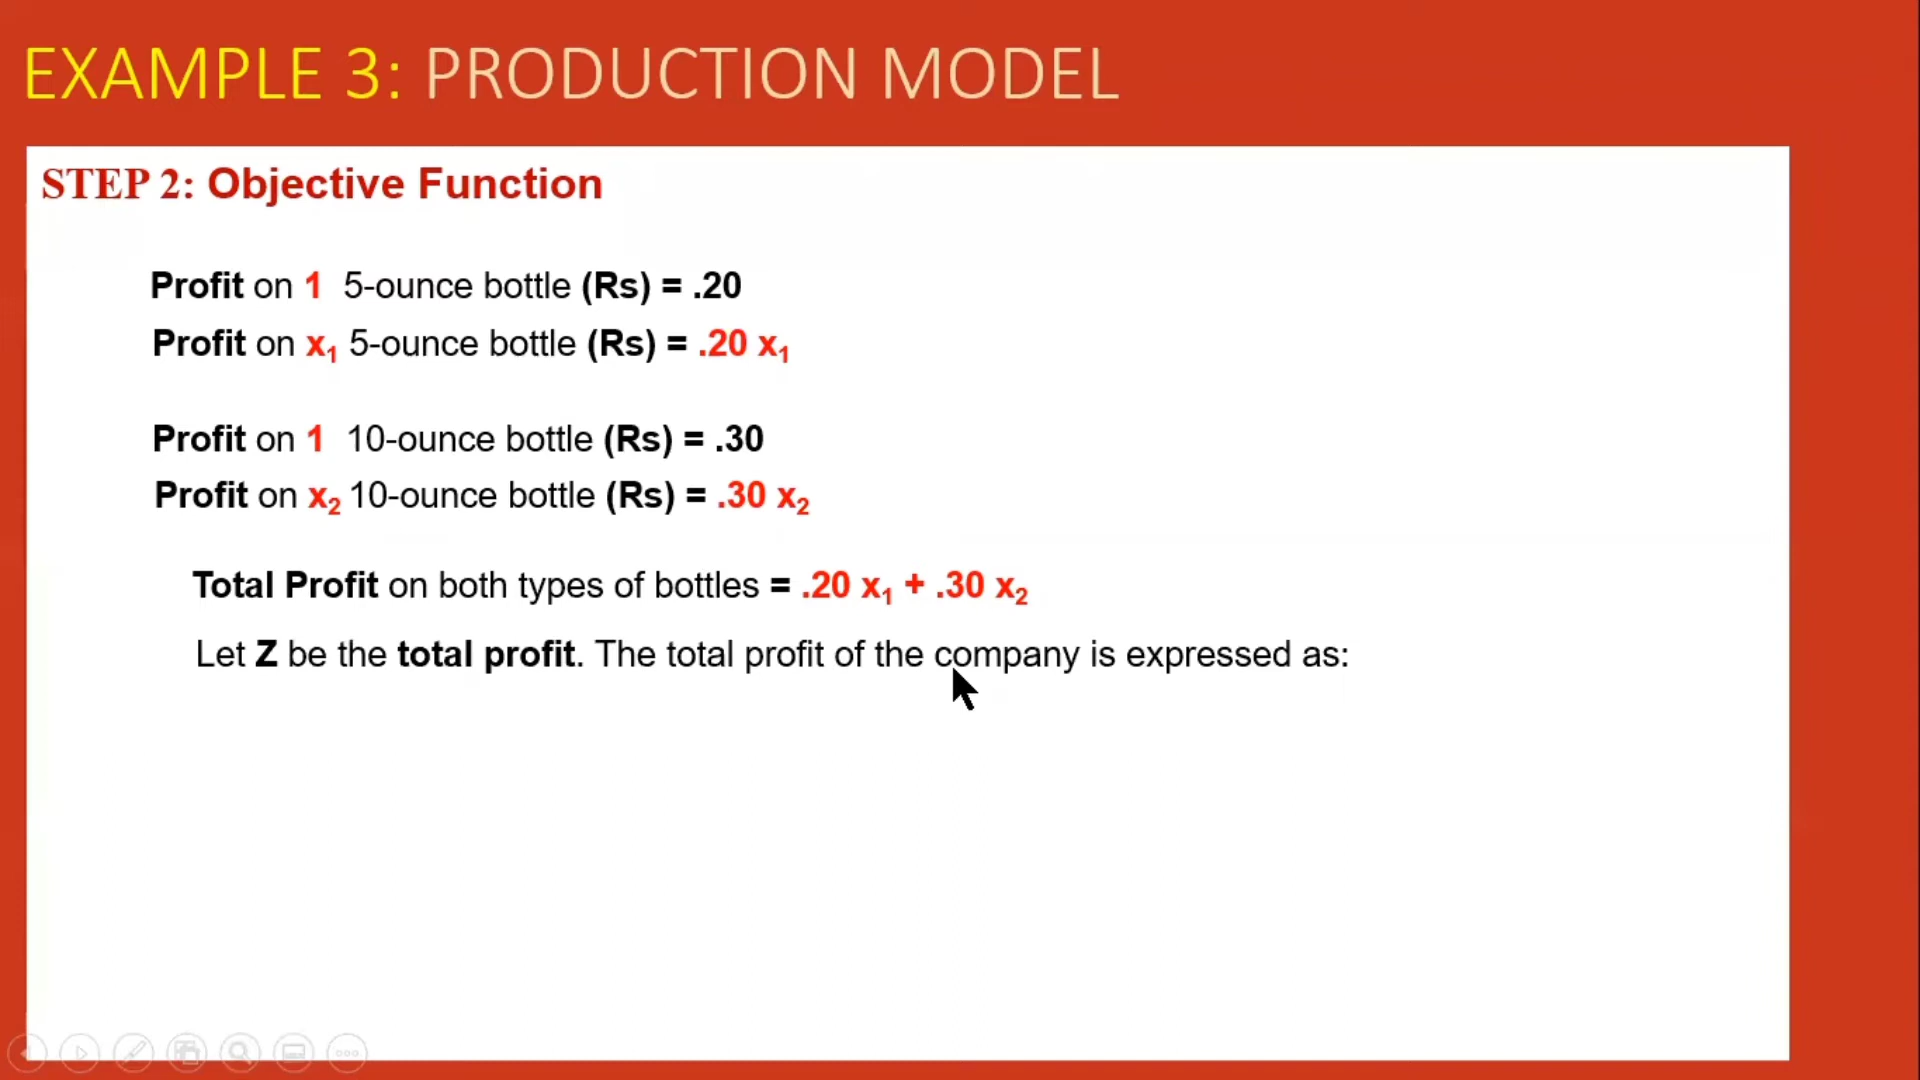 EXAMPLE 3: PRODUCTION MODEL
STEP 2: Objective Function
Profit on 1 5-ounce bottle (Rs) = .20
Profit on x₁ 5-ounce bottle (Rs) = .20 x₁
Profit on 1 10-ounce bottle (Rs) = .30
Profit on x₂ 10-ounce bottle (Rs) = .30 x₂
Total Profit on both types of bottles = .20 x₁ + .30 x₂
Let Z be the total profit. The total profit of the company is expressed as: